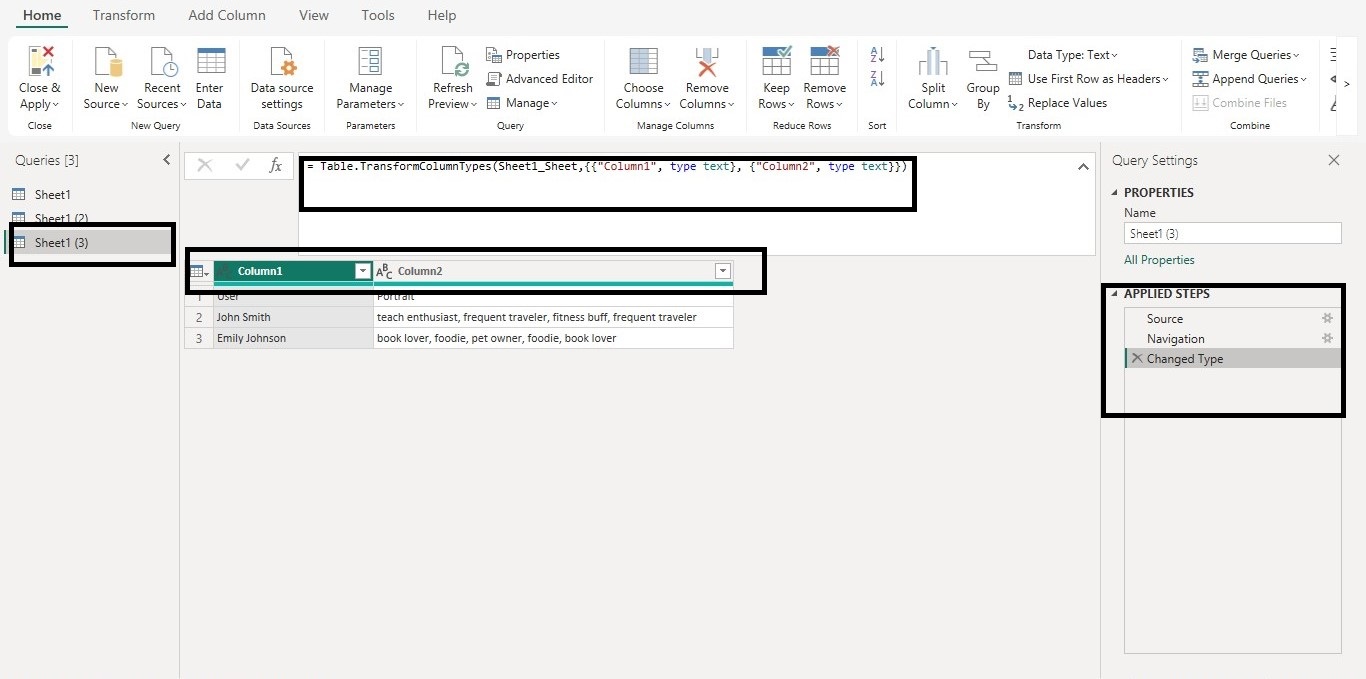 Home Transform Add Column View Tools Help
Close & Apply
Close
New Source
Recent Sources
Enter Data
New Query
Data source settings
Data Sources
Manage Parameters
Parameters
Refresh Preview
Properties
Advanced Editor
Manage
Query
Choose Columns
Remove Columns
Manage Columns
Keep Rows
Remove Rows
Reduce Rows
A Z
Z A
Sort
Split Column
Group By
Data Type: Text
Use First Row as Headers
1 2 Replace Values
Transform
Merge Queries
Append Queries
Combine Files
Combine
Queries [3]
Sheet1
Sheet1 (2)
Sheet1 (3)
fx
= Table.TransformColumnTypes(Sheet1_Sheet,{{"Column1", type text}, {"Column2", type text}})
Column1 ABC Column2
1 User Portrait
2 John Smith teach enthusiast, frequent traveler, fitness buff, frequent traveler
3 Emily Johnson book lover, foodie, pet owner, foodie, book lover
Query Settings
PROPERTIES
Name
Sheet1 (3)
All Properties
APPLIED STEPS
Source
Navigation
Changed Type